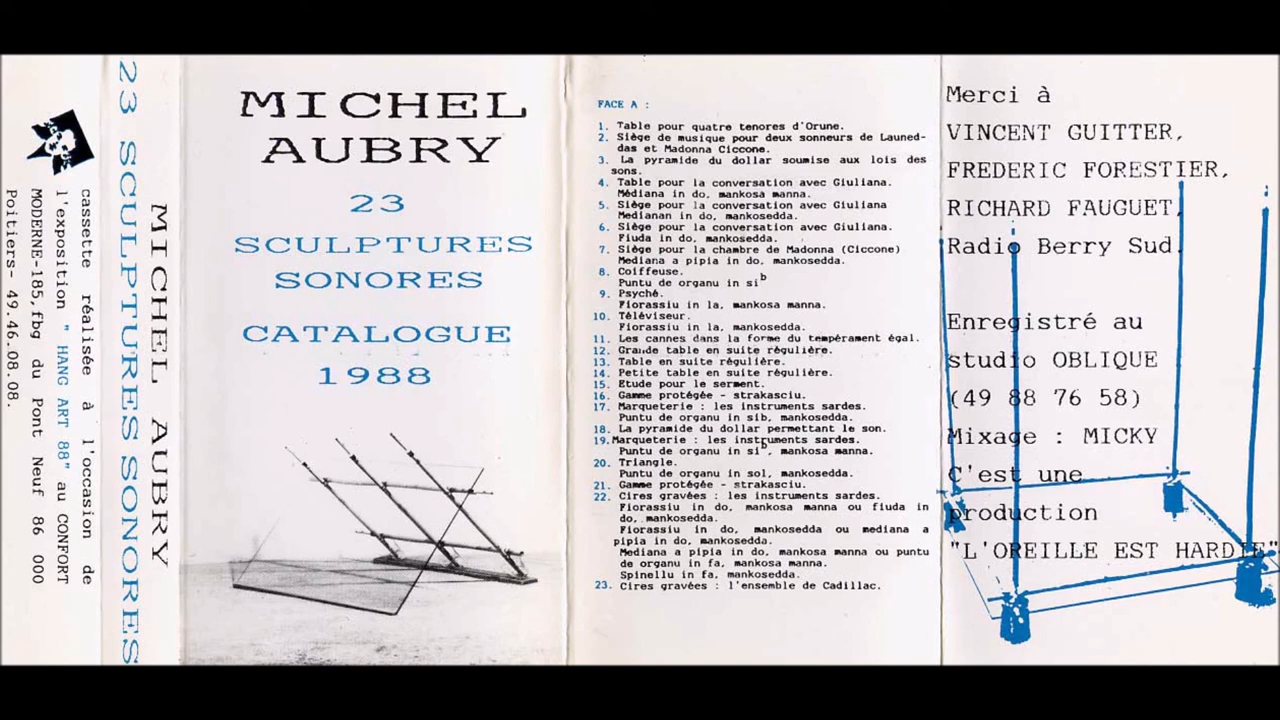 cassette réalisée à l'occasion de
l'exposition " HANG ART 88" au CONFORT
MODERNE-185,fbg du Pont Neuf 86 000
Poitiers- 49.46.08.08.
23 SCULPTURES SONORES
MICHEL AUBRY
MICHEL
AUBRY
23
SCULPTURES
SONORES
CATALOGUE
1988
FACE A :
1. Table pour quatre tenores d'Orune.
2. Siège de musique pour deux sonneurs de Launed-
das et Madonna Ciccone.
3. La pyramide du dollar soumise aux lois des
sons.
4. Table pour la conversation avec Giuliana.
Médiana in do, mankosa manna.
5. Siège pour la conversation avec Giuliana
Medianan in do, mankosedda.
6. Siège pour la conversation avec Giuliana.
Fiuda in do, mankosedda.
7. Siège pour la chambre de Madonna (Ciccone)
Mediana a pipia in do, mankosedda.
8. Coiffeuse.
Puntu de organu in si b
9. Psyché.
Fiorassiu in la, mankosa manna.
10. Téléviseur.
Fiorassiu in la, mankosedda.
11. Les cannes dans la forme du tempérament égal.
12. Grande table en suite régulière.
13. Table en suite régulière.
14. Petite table en suite régulière.
15. Etude pour le serment.
16. Gamme protégée - strakasciu.
17. Marqueterie : les instruments sardes.
Puntu de organu in sib, mankosedda.
18. La pyramide du dollar permettant le son.
19. Marqueterie : les instruments sardes.
Puntu de organu in si b, mankosa manna.
20. Triangle.
Puntu de organu in sol, mankosedda.
21. Gamme protégée - strakasciu.
22. Cires gravées : les instruments sardes.
Fiorassiu in do, mankosa manna ou fiuda in
do, mankosedda.
Fiorassiu in do, mankosedda ou mediana a
pipia in do, mankosedda.
Mediana a pipia in do, mankosa manna ou puntu
de organu in fa, mankosa manna.
Spinellu in fa, mankosedda.
23. Cires gravées : l'ensemble de Cadillac.
Merci à
VINCENT GUITTER,
FREDERIC FORESTIER,
RICHARD FAUGUET,
Radio Berry Sud.
Enregistré au
studio OBLIQUE
(49 88 76 58)
Mixage : MICKY
C'est une
production
"L'OREILLE EST HARDIE"